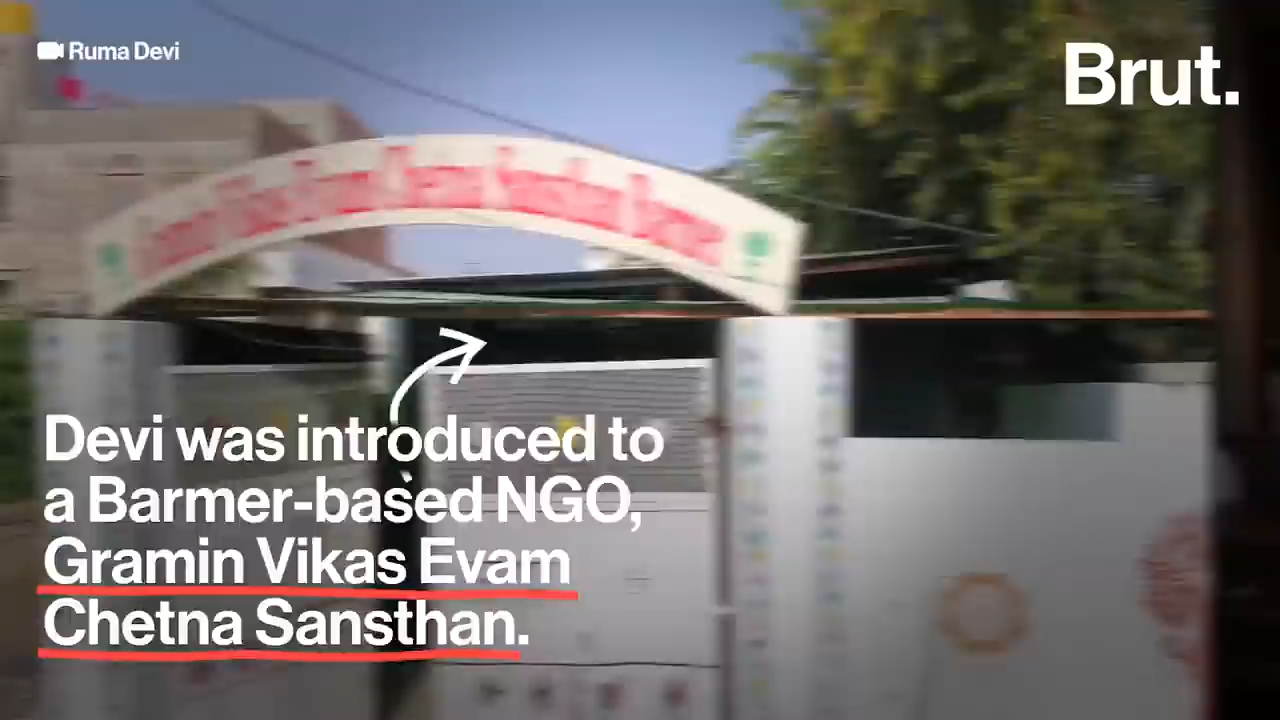 Ruma Devi
Brut.
Devi was introduced to
a Barmer-based NGO,
Gramin Vikas Evam
Chetna Sansthan.